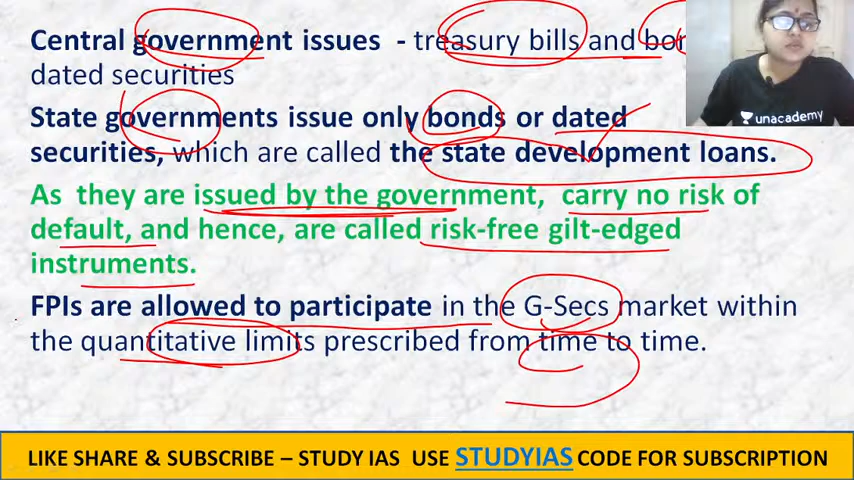 Central government issues - treasury bills and bon
dated securities
State governments issue only bonds or dated
securities, which are called the state development loans.
As they are issued by the government, carry no risk of
default, and hence, are called risk-free gilt-edged
instruments.
FPIs are allowed to participate in the G-Secs market within
the quantitative limits prescribed from time to time.
unacademy
LIKE SHARE & SUBSCRIBE – STUDY IAS USE STUDYIAS CODE FOR SUBSCRIPTION